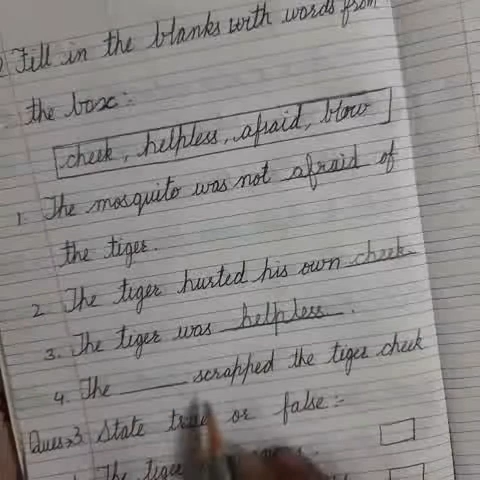 Fill in the blanks with words from
the box:
cheek, helpless, afraid, blow
1. The mosquito was not afraid of
the tiger.
2. The tiger hurted his own cheek
3. The tiger was helpless.
4. The ______ scrapped the tiger cheek
Ques 3 State true or false:-
The tiger